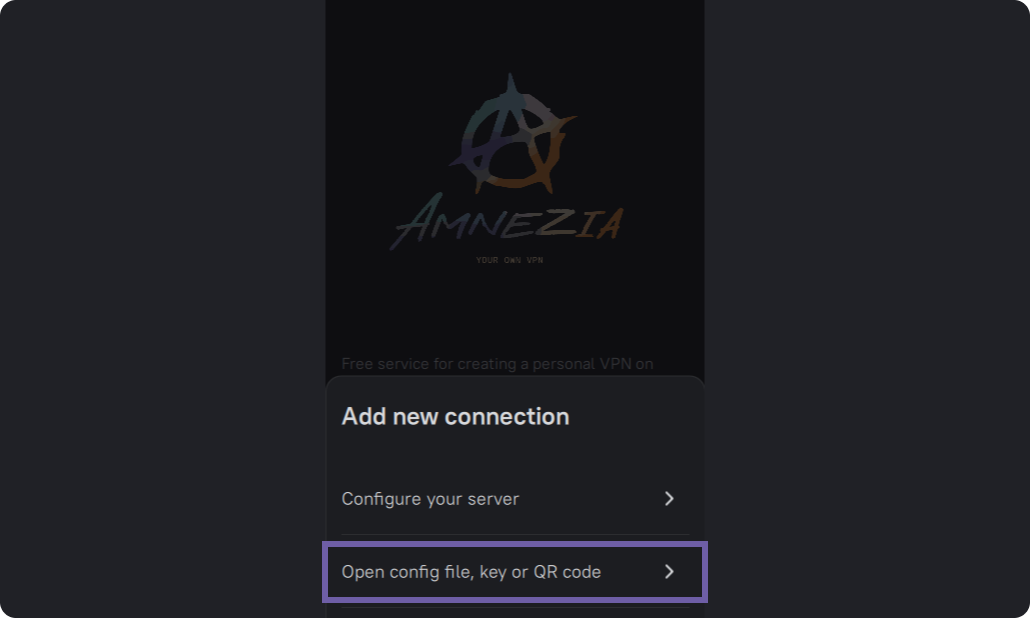 AMNEZIA
YOUR OWN VPN
Free service for creating a personal VPN on
Add new connection
Configure your server
Open config file, key or QR code